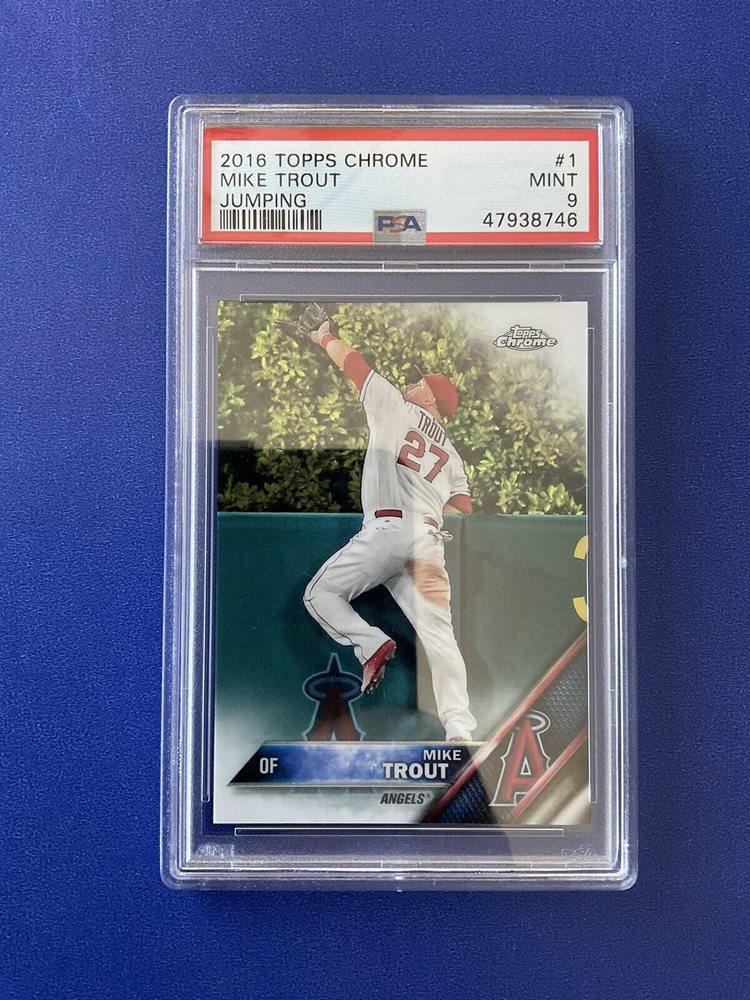 2016 TOPPS CHROME #1
MIKE TROUT MINT
JUMPING 9
PSA 47938746
Topps
Chrome
TROUT
27
3
OF MIKE
TROUT
ANGELS
A